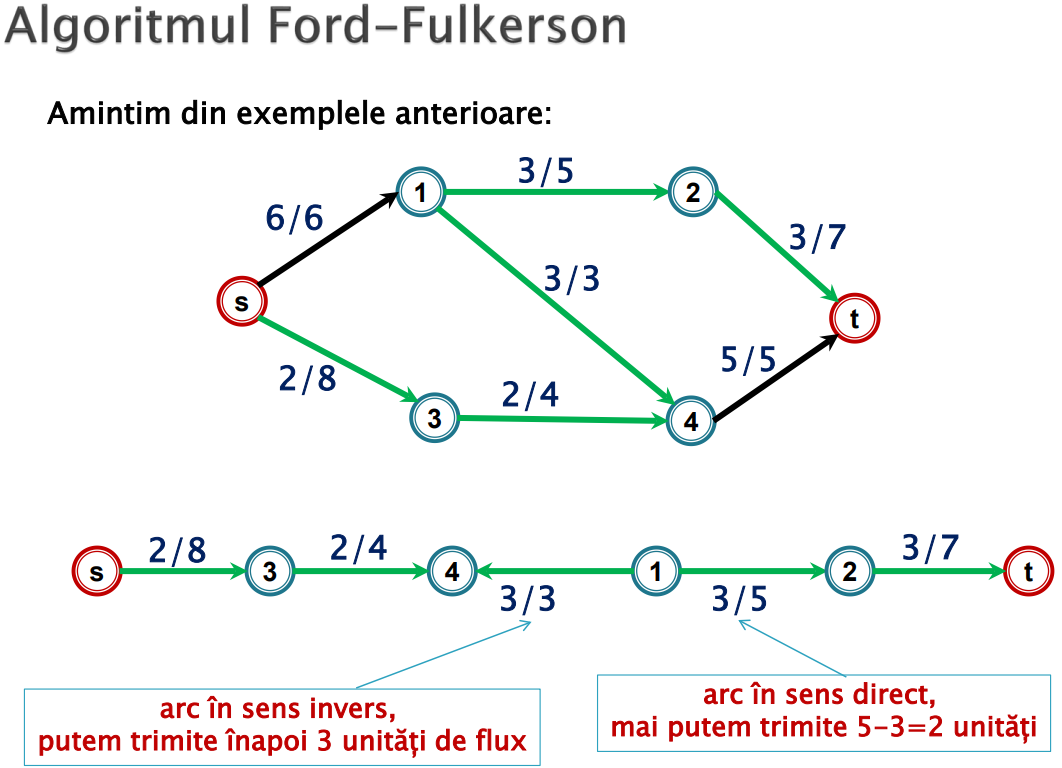 Algoritmul Ford-Fulkerson
Amintim din exemplele anterioare:
3/5
1
2
6/6
3/7
3/3
s
t
5/5
2/8
2/4
3
4
2/8
2/4
3/7
s
3
4
1
2
t
3/3
3/5
arc în sens invers,
putem trimite înapoi 3 unități de flux
arc în sens direct,
mai putem trimite 5-3=2 unități